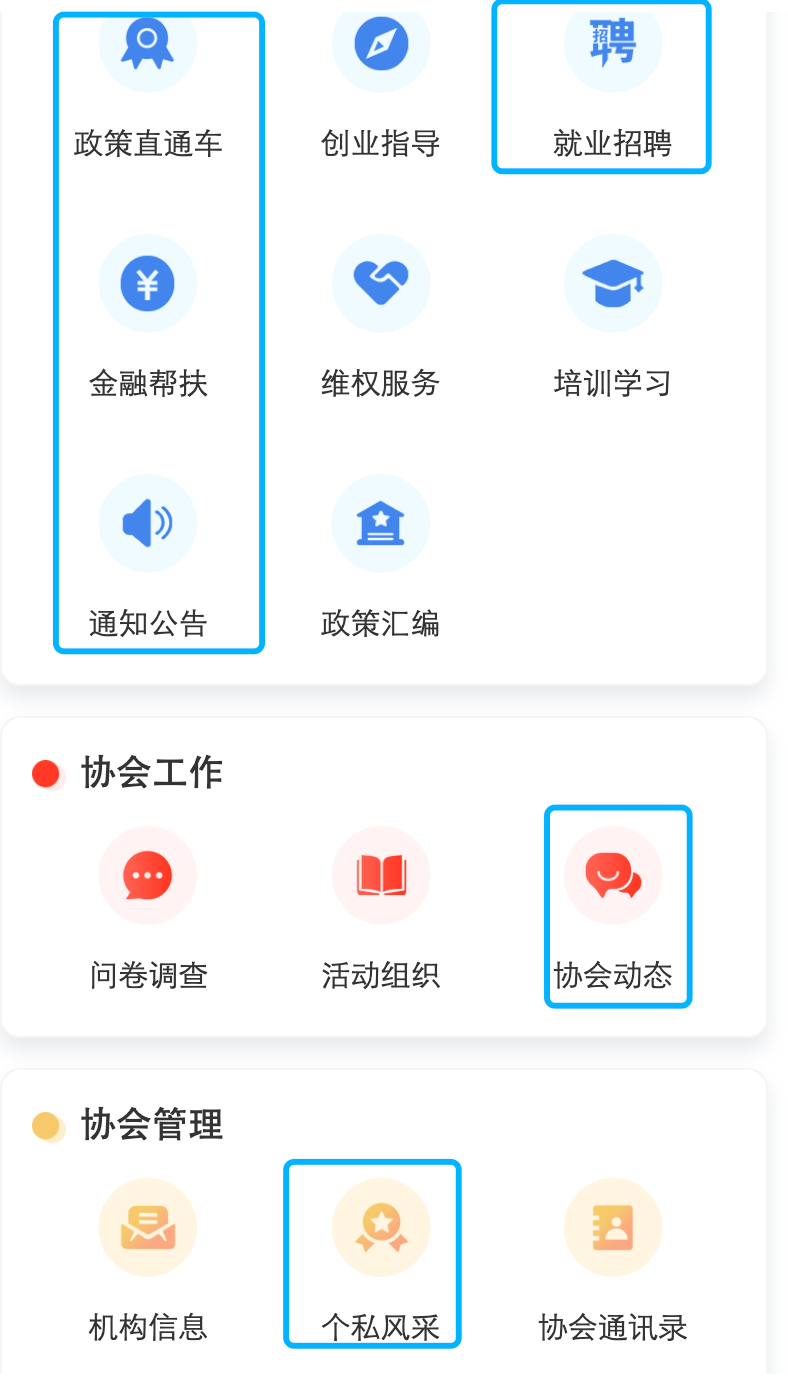 招聘
政策直通车 创业指导 就业招聘
¥
金融帮扶 维权服务 培训学习
通知公告 政策汇编
协会工作
问卷调查 活动组织 协会动态
协会管理
机构信息 个私风采 协会通讯录